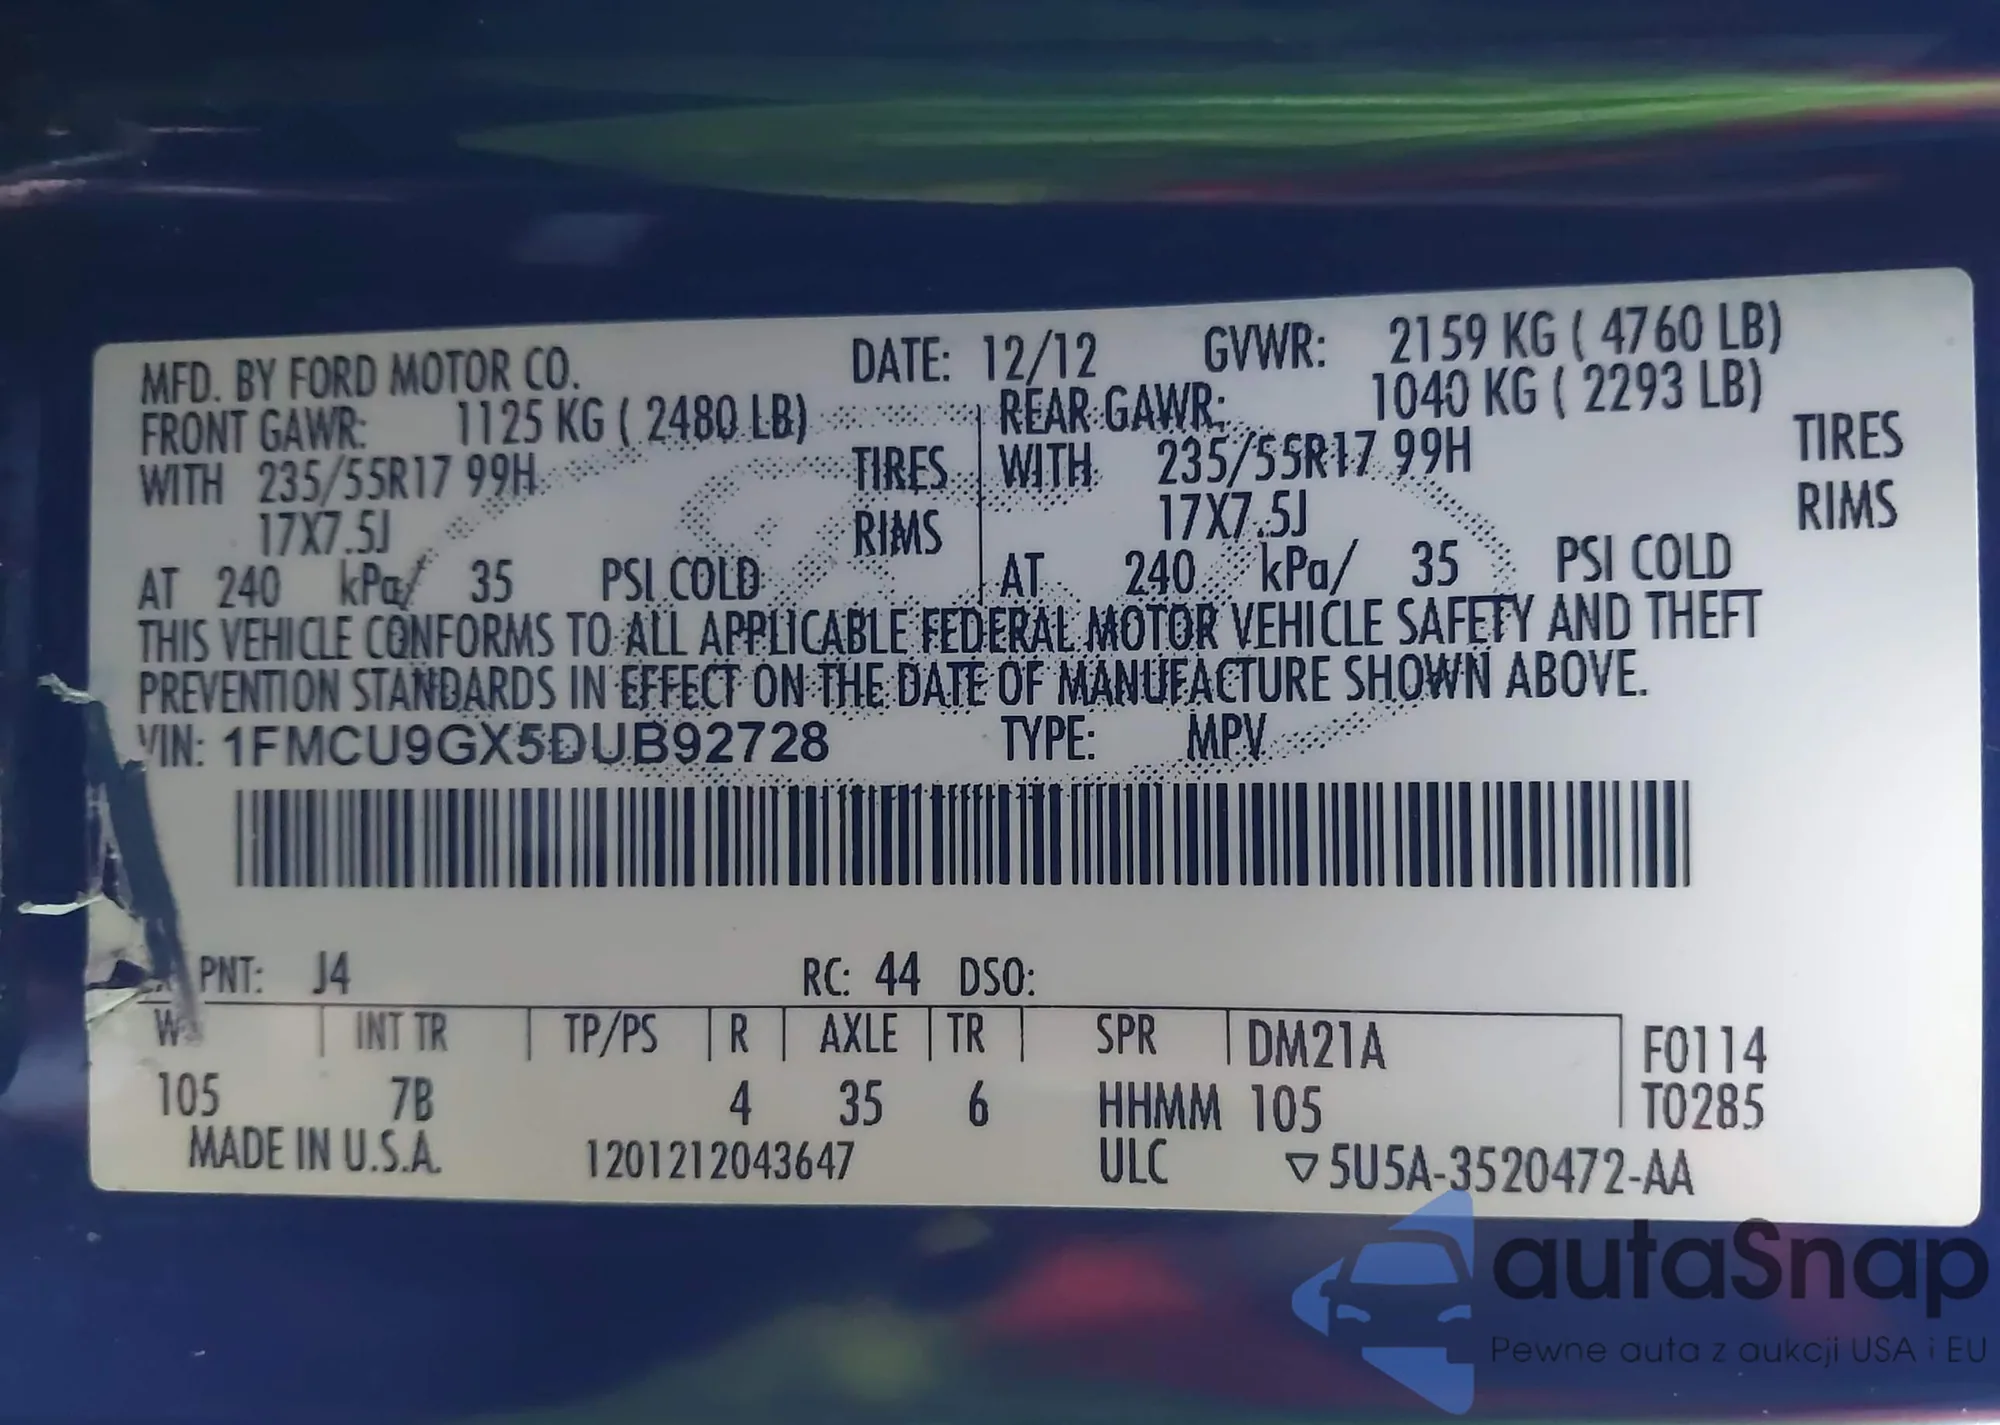 MFD. BY FORD MOTOR CO. DATE: 12/12 GVWR: 2159 KG ( 4760 LB)
FRONT GAWR: 1125 KG ( 2480 LB) REAR GAWR: 1040 KG ( 2293 LB)
WITH 235/55R17 99H TIRES WITH 235/55R17 99H TIRES
17X7.5J RIMS 17X7.5J RIMS
AT 240 kPa/ 35 PSI COLD AT 240 kPa/ 35 PSI COLD
THIS VEHICLE CONFORMS TO ALL APPLICABLE FEDERAL MOTOR VEHICLE SAFETY AND THEFT
PREVENTION STANDARDS IN EFFECT ON THE DATE OF MANUFACTURE SHOWN ABOVE.
VIN: 1FMCU9GX5DUB92728 TYPE: MPV
PNT: J4 RC: 44 DSO:
INT TR TP/PS R AXLE TR SPR DM21A F0114
105 7B 4 35 6 HHMM 105 T0285
MADE IN U.S.A. 1201212043647 ULC ▽5U5A-3520472-AA
autaSnap
Pewne auta z aukcji USA i EU